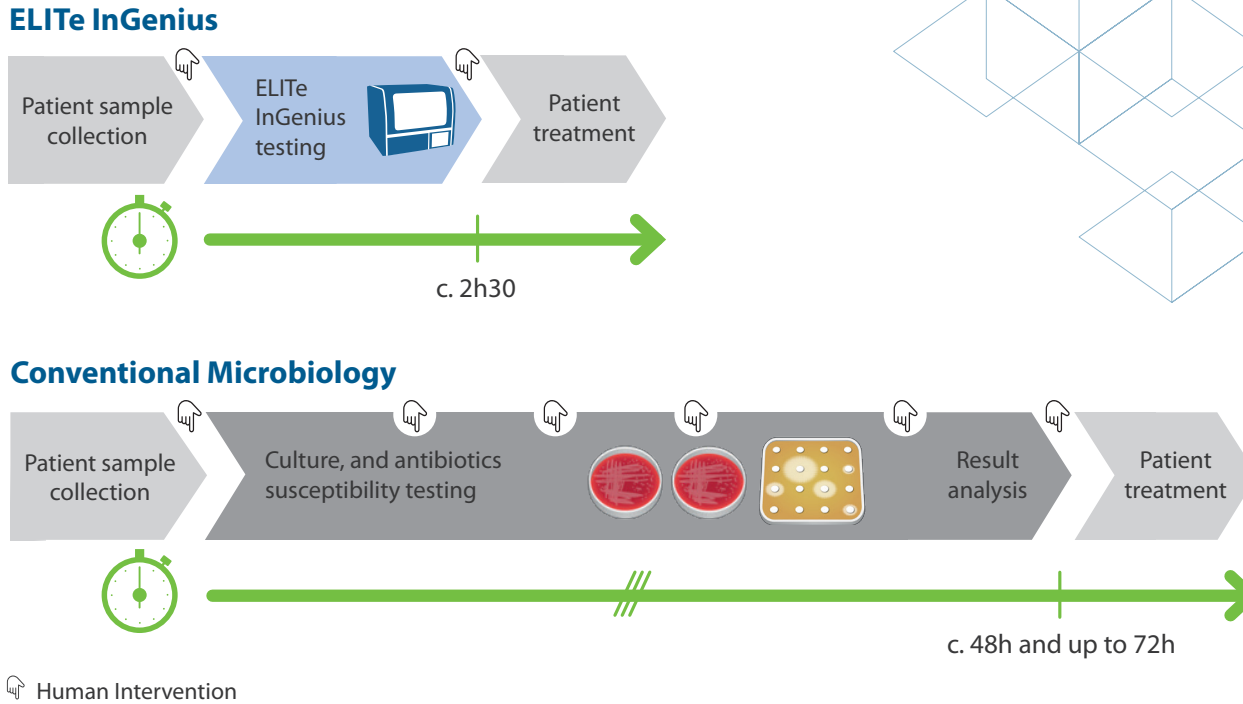 ELITe InGenius
Patient sample
collection
ELITe
InGenius
testing
Patient
treatment
c. 2h30
Conventional Microbiology
Patient sample
collection
Culture, and antibiotics
susceptibility testing
Result
analysis
Patient
treatment
c. 48h and up to 72h
Human Intervention